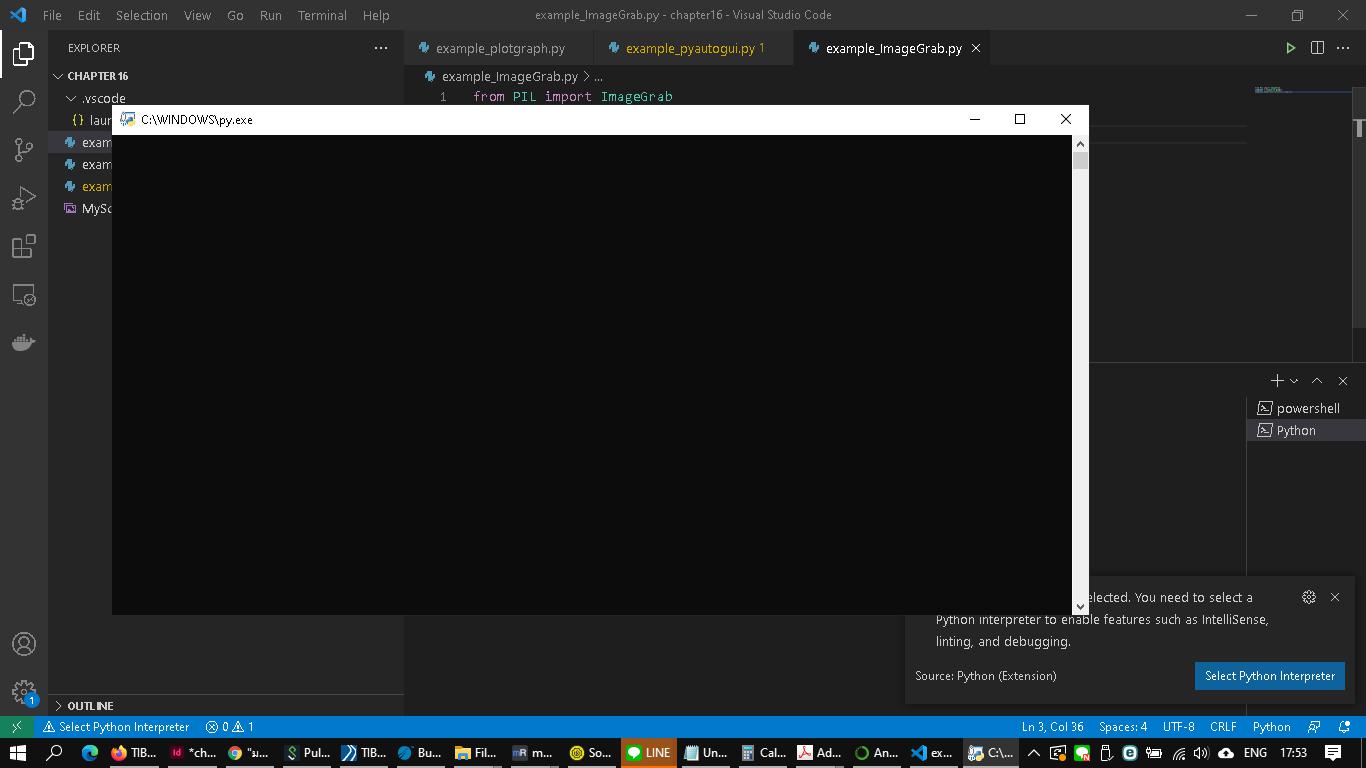 File Edit Selection View Go Run Terminal Help
example_ImageGrab.py - chapter16 - Visual Studio Code
EXPLORER
example_plotgraph.py
example_pyautogui.py 1
example_ImageGrab.py
CHAPTER16
example_ImageGrab.py > ...
.vscode
1 from PIL import ImageGrab
{} laun
C:\WINDOWS\py.exe
exam
exam
exam
MySc
powershell
Python
elected. You need to select a
Python interpreter to enable features such as IntelliSense,
linting, and debugging.
Source: Python (Extension)
Select Python Interpreter
1
OUTLINE
Select Python Interpreter
0
1
Ln 3, Col 36
Spaces: 4
UTF-8
CRLF
Python
TIB...
*ch...
"ม...
Pul...
TIB...
Bu...
Fil...
m...
So...
LINE
Un...
Cal...
Ad...
An...
ex...
C:\...
ENG
17:53